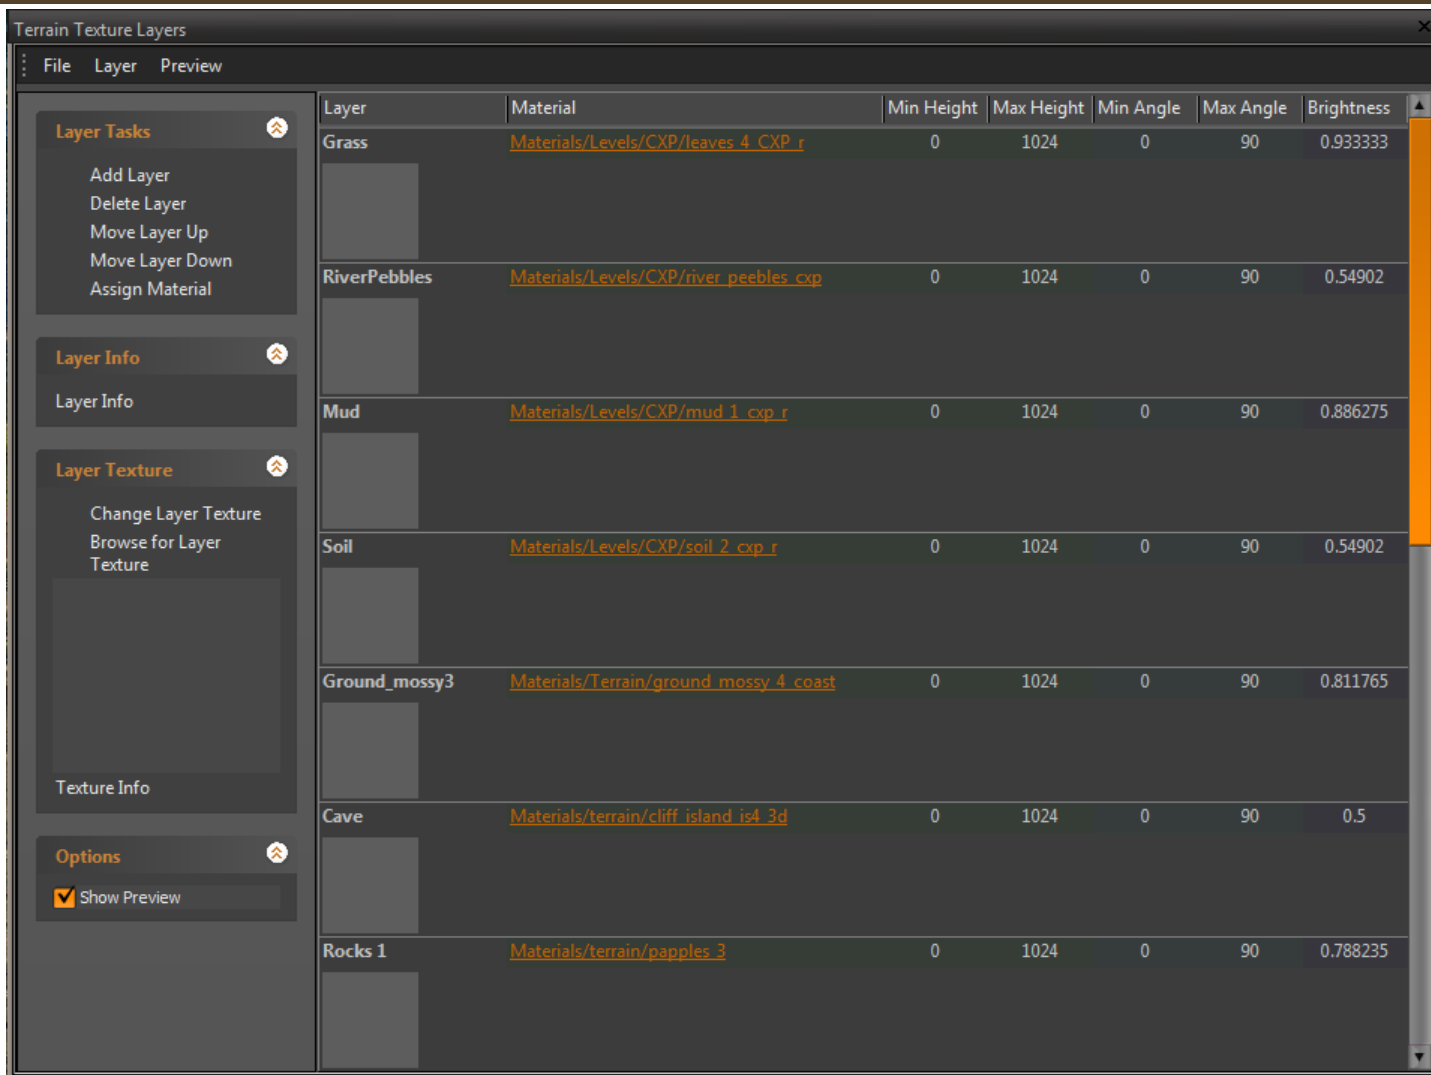 Terrain Texture Layers
File Layer Preview
Layer Tasks
Add Layer
Delete Layer
Move Layer Up
Move Layer Down
Assign Material
Layer Info
Layer Info
Layer Texture
Change Layer Texture
Browse for Layer
Texture
Texture Info
Options
Show Preview
Layer Material Min Height Max Height Min Angle Max Angle Brightness
Grass Materials/Levels/CXP/leaves_4_CXP_r 0 1024 0 90 0.933333
RiverPebbles Materials/Levels/CXP/river_peebles_cxp 0 1024 0 90 0.54902
Mud Materials/Levels/CXP/mud_1_cxp_r 0 1024 0 90 0.886275
Soil Materials/Levels/CXP/soil_2_cxp_r 0 1024 0 90 0.54902
Ground_mossy3 Materials/Terrain/ground_mossy_4_coast 0 1024 0 90 0.811765
Cave Materials/terrain/cliff_island_is4_3d 0 1024 0 90 0.5
Rocks 1 Materials/terrain/papples_3 0 1024 0 90 0.788235